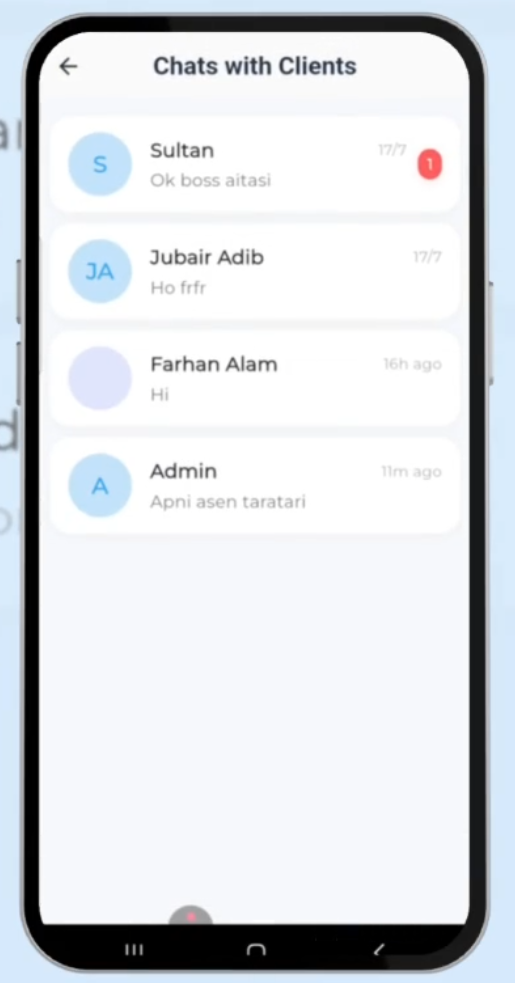 Chats with Clients
S
Sultan
17/7
1
Ok boss aitasi
JA
Jubair Adib
17/7
Ho frfr
Farhan Alam
16h ago
Hi
A
Admin
11m ago
Apni asen taratari